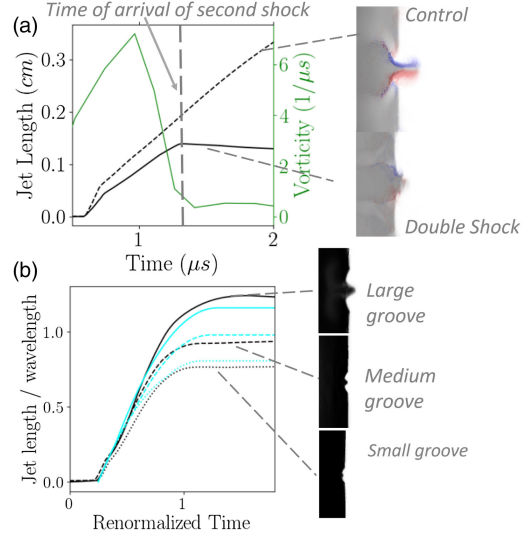 Time of arrival of second shock
(a)
Control
0.3
0.2
0.1
0.0
Jet Length (cm)
6
4
2
0
Vorticity (1/μs)
1
2
Time (μs)
Double Shock
(b)
Large
groove
1.0
0.5
0.0
Jet length / wavelength
Medium
groove
Small groove
0
1
Renormalized Time